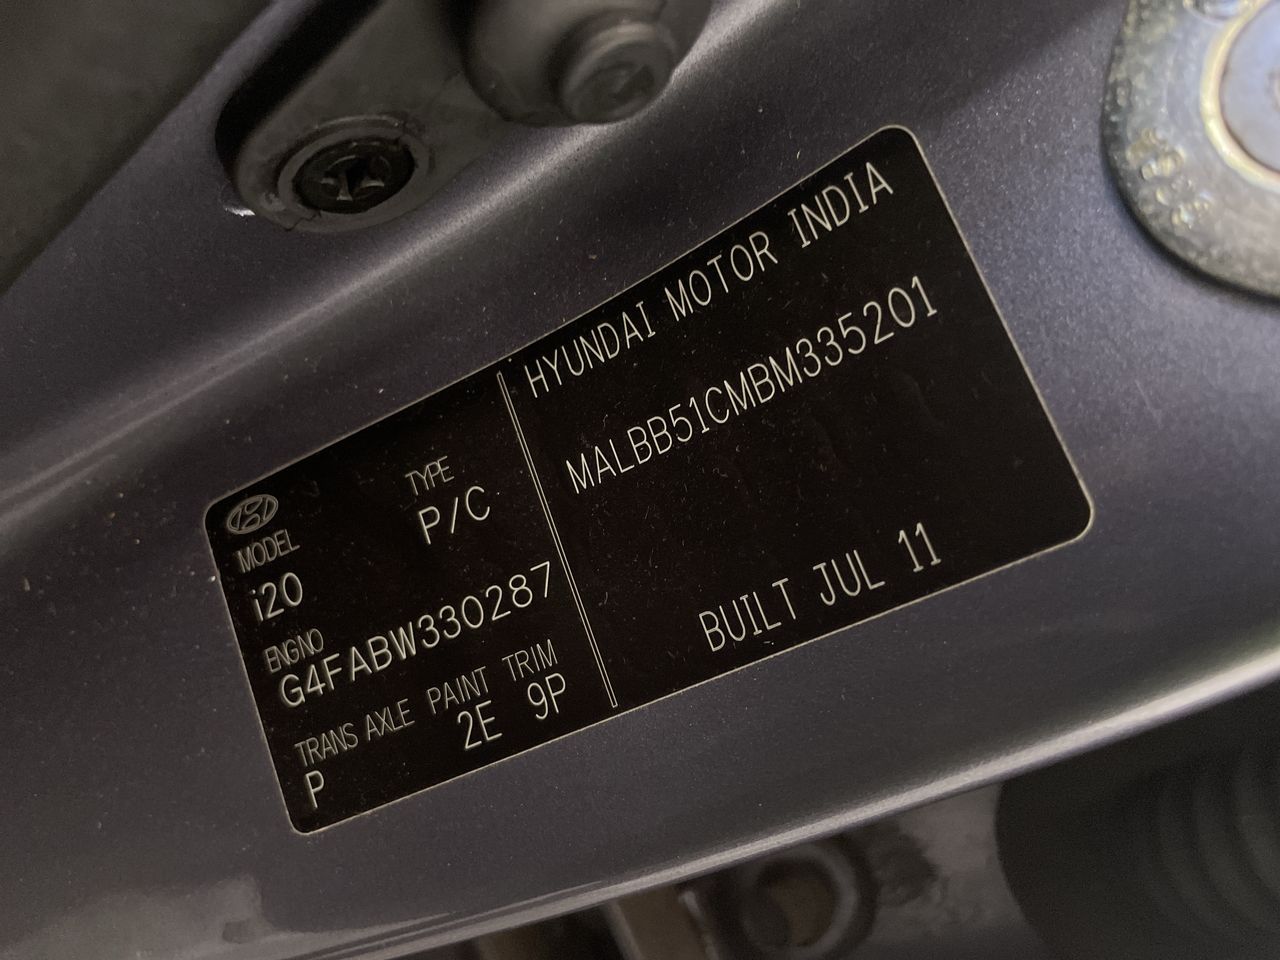 HYUNDAI MOTOR INDIA
MALBB51CMBM335201
BUILT JUL 11
MODEL TYPE
i20 P/C
ENGNO
G4FABW330287
TRANS AXLE PAINT TRIM
P 2E 9P